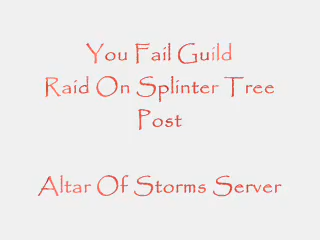 You Fail Guild
Raid On Splinter Tree
Post
Altar Of Storms Server